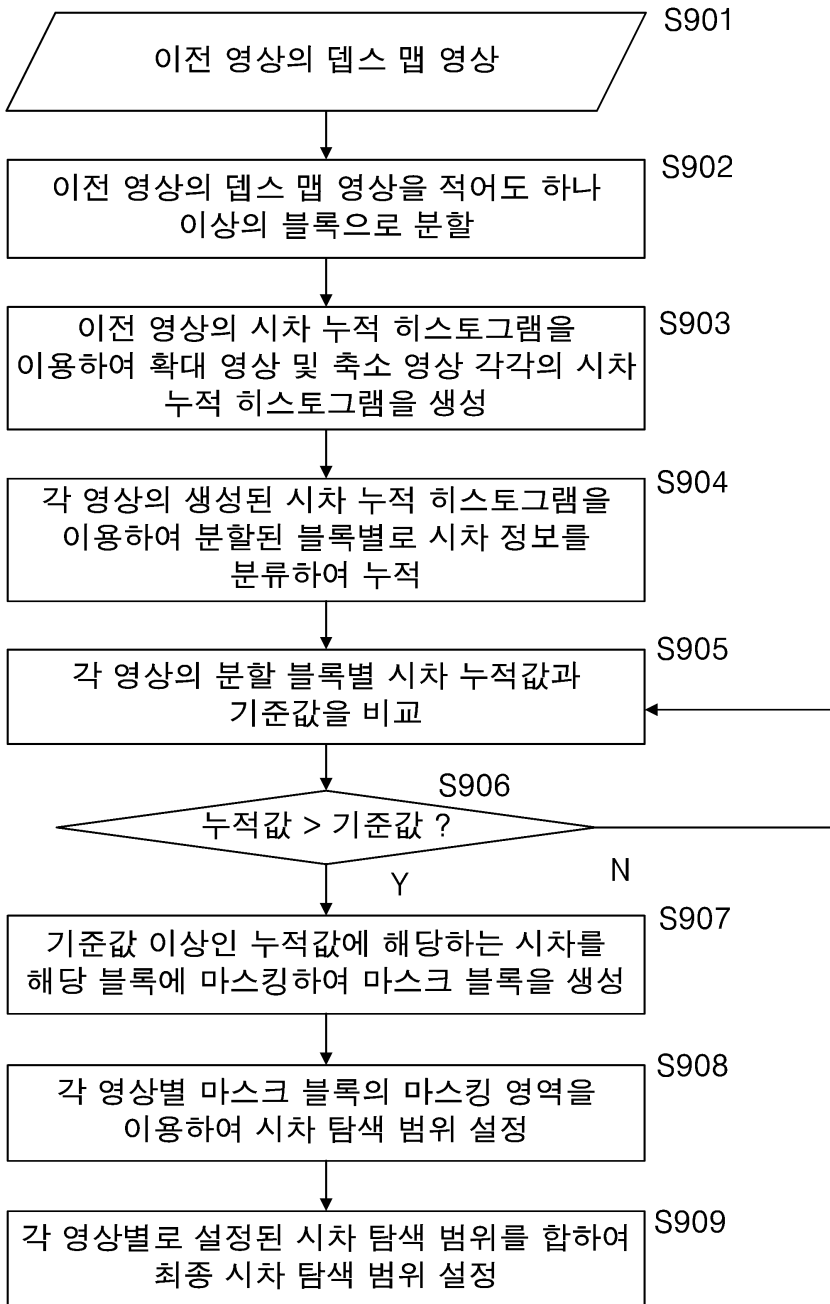 S901
이전 영상의 뎁스 맵 영상
S902
이전 영상의 뎁스 맵 영상을 적어도 하나
이상의 블록으로 분할
S903
이전 영상의 시차 누적 히스토그램을
이용하여 확대 영상 및 축소 영상 각각의 시차
누적 히스토그램을 생성
S904
각 영상의 생성된 시차 누적 히스토그램을
이용하여 분할된 블록별로 시차 정보를
분류하여 누적
S905
각 영상의 분할 블록별 시차 누적값과
기준값을 비교
S906
누적값 > 기준값 ?
N
Y
S907
기준값 이상인 누적값에 해당하는 시차를
해당 블록에 마스킹하여 마스크 블록을 생성
S908
각 영상별 마스크 블록의 마스킹 영역을
이용하여 시차 탐색 범위 설정
S909
각 영상별로 설정된 시차 탐색 범위를 합하여
최종 시차 탐색 범위 설정